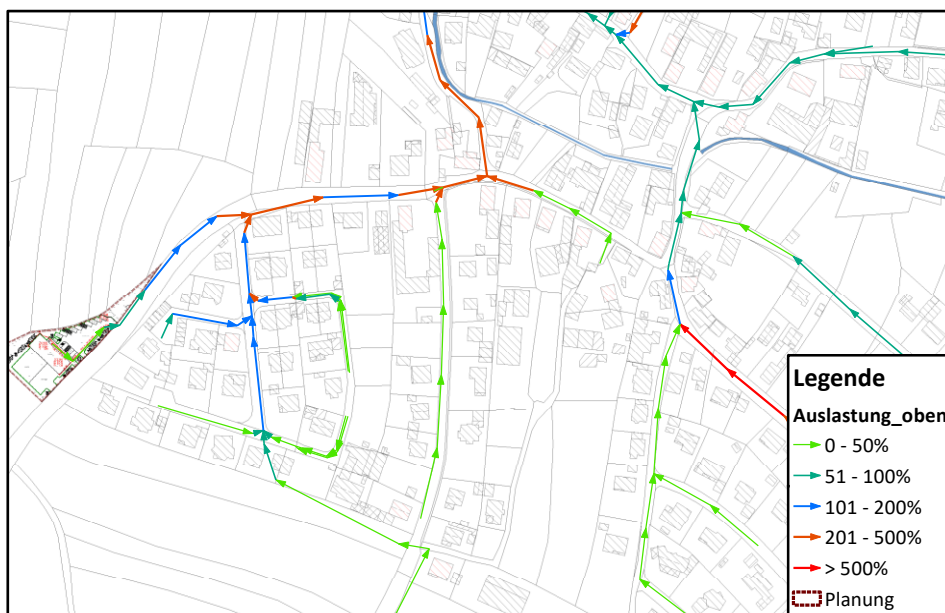 Legende
Auslastung_oben
0 - 50%
51 - 100%
101 - 200%
201 - 500%
> 500%
Planung